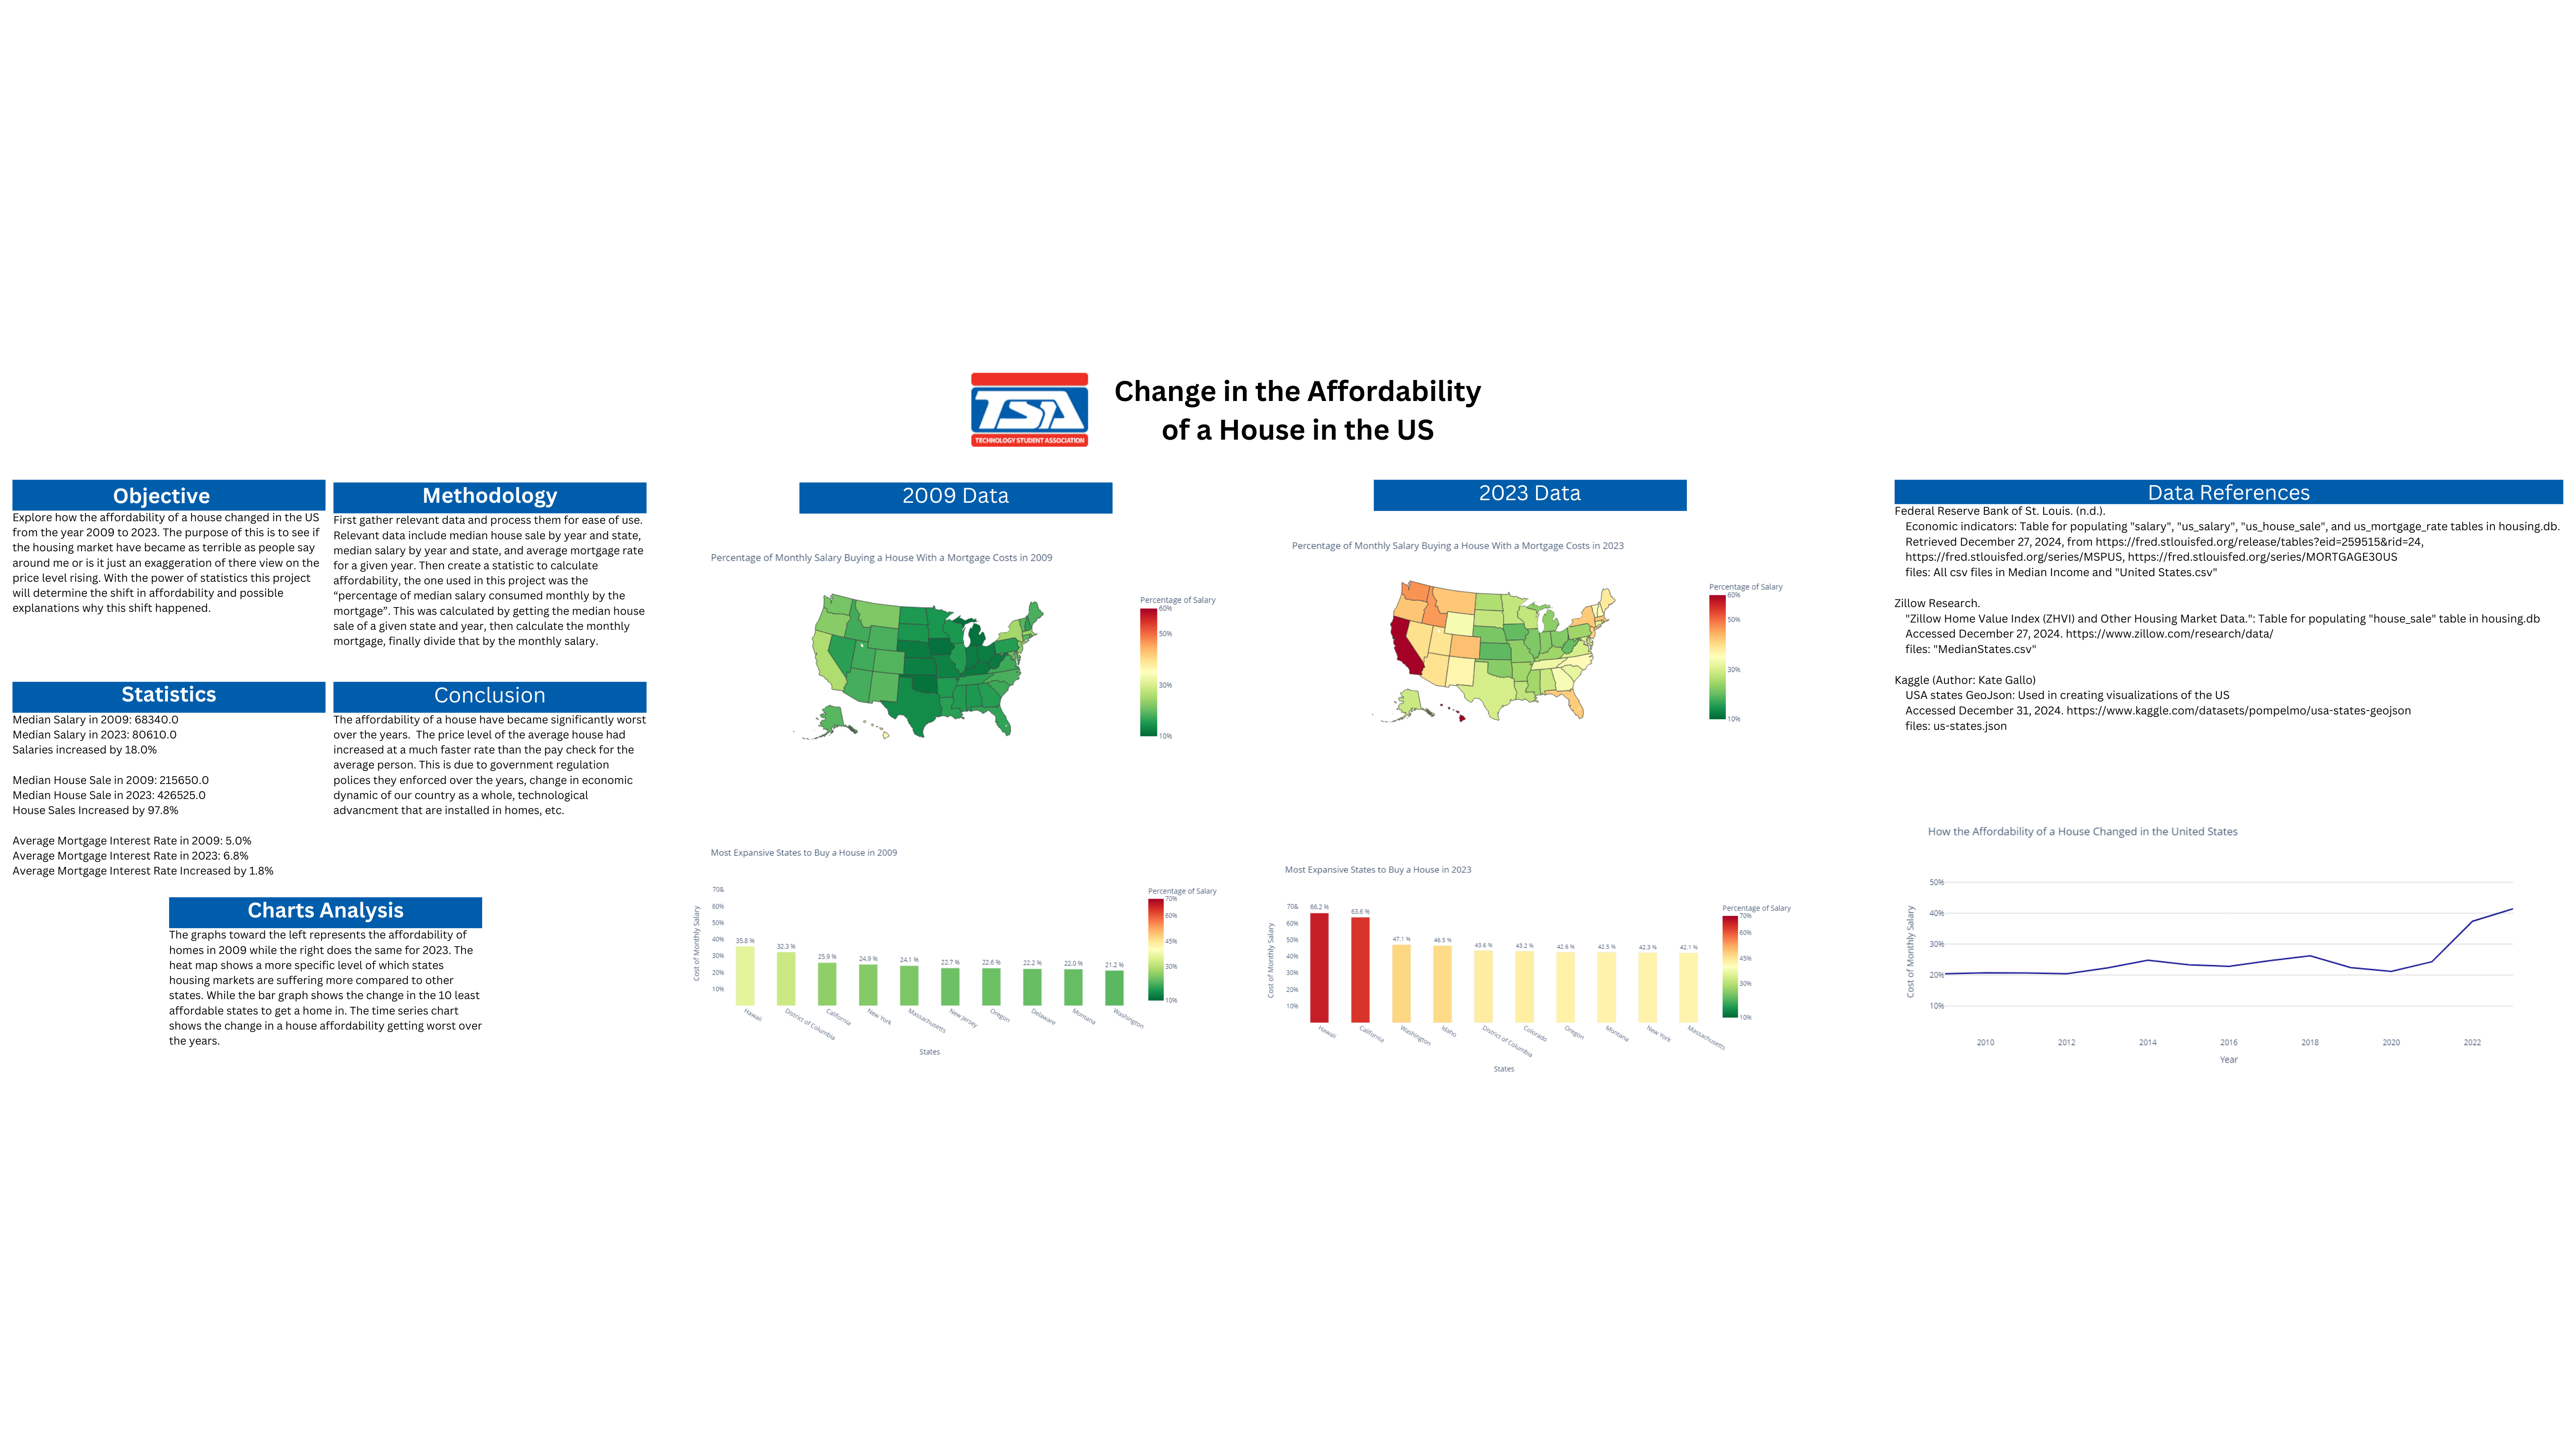 TSA
TECHNOLOGY STUDENT ASSOCIATION
Change in the Affordability
of a House in the US
Objective
Explore how the affordability of a house changed in the US
from the year 2009 to 2023. The purpose of this is to see if
the housing market have became as terrible as people say
around me or is it just an exaggeration of there view on the
price level rising. With the power of statistics this project
will determine the shift in affordability and possible
explanations why this shift happened.
Methodology
First gather relevant data and process them for ease of use.
Relevant data include median house sale by year and state,
median salary by year and state, and average mortgage rate
for a given year. Then create a statistic to calculate
affordability, the one used in this project was the
“percentage of median salary consumed monthly by the
mortgage”. This was calculated by getting the median house
sale of a given state and year, then calculate the monthly
mortgage, finally divide that by the monthly salary.
Statistics
Median Salary in 2009: 68340.0
Median Salary in 2023: 80610.0
Salaries increased by 18.0%
Median House Sale in 2009: 215650.0
Median House Sale in 2023: 426525.0
House Sales Increased by 97.8%
Average Mortgage Interest Rate in 2009: 5.0%
Average Mortgage Interest Rate in 2023: 6.8%
Average Mortgage Interest Rate Increased by 1.8%
Conclusion
The affordability of a house have became significantly worst
over the years.  The price level of the average house had
increased at a much faster rate than the pay check for the
average person. This is due to government regulation
polices they enforced over the years, change in economic
dynamic of our country as a whole, technological
advancment that are installed in homes, etc.
Charts Analysis
The graphs toward the left represents the affordability of
homes in 2009 while the right does the same for 2023. The
heat map shows a more specific level of which states
housing markets are suffering more compared to other
states. While the bar graph shows the change in the 10 least
affordable states to get a home in. The time series chart
shows the change in a house affordability getting worst over
the years.
2009 Data
Percentage of Monthly Salary Buying a House With a Mortgage Costs in 2009
Percentage of Salary
60%
50%
30%
10%
Most Expansive States to Buy a House in 2009
Cost of Monthly Salary
70&
60%
50%
40%
30%
20%
10%
35.8 %
32.3 %
25.9 %
24.9 %
24.1 %
22.7 %
22.6 %
22.2 %
22.0 %
21.2 %
Hawaii
District of Columbia
California
New York
Massachusetts
New Jersey
Oregon
Delaware
Montana
Washington
States
Percentage of Salary
70%
60%
45%
30%
10%
2023 Data
Percentage of Monthly Salary Buying a House With a Mortgage Costs in 2023
Percentage of Salary
60%
50%
30%
10%
Most Expansive States to Buy a House in 2023
Cost of Monthly Salary
70&
60%
50%
40%
30%
20%
10%
66.2 %
63.6 %
47.1 %
46.5 %
43.6 %
43.2 %
42.6 %
42.5 %
42.3 %
42.1 %
Hawaii
California
Washington
Idaho
District of Columbia
Colorado
Oregon
Montana
New York
Massachusetts
States
Percentage of Salary
70%
60%
45%
30%
10%
Data References
Federal Reserve Bank of St. Louis. (n.d.).
Economic indicators: Table for populating "salary", "us_salary", "us_house_sale", and us_mortgage_rate tables in housing.db.
Retrieved December 27, 2024, from https://fred.stlouisfed.org/release/tables?eid=259515&rid=24,
https://fred.stlouisfed.org/series/MSPUS, https://fred.stlouisfed.org/series/MORTGAGE30US
files: All csv files in Median Income and "United States.csv"
Zillow Research.
"Zillow Home Value Index (ZHVI) and Other Housing Market Data.": Table for populating "house_sale" table in housing.db
Accessed December 27, 2024. https://www.zillow.com/research/data/
files: "MedianStates.csv"
Kaggle (Author: Kate Gallo)
USA states GeoJson: Used in creating visualizations of the US
Accessed December 31, 2024. https://www.kaggle.com/datasets/pompelmo/usa-states-geojson
files: us-states.json
How the Affordability of a House Changed in the United States
Cost of Monthly Salary
50%
40%
30%
20%
10%
2010
2012
2014
2016
2018
2020
2022
Year